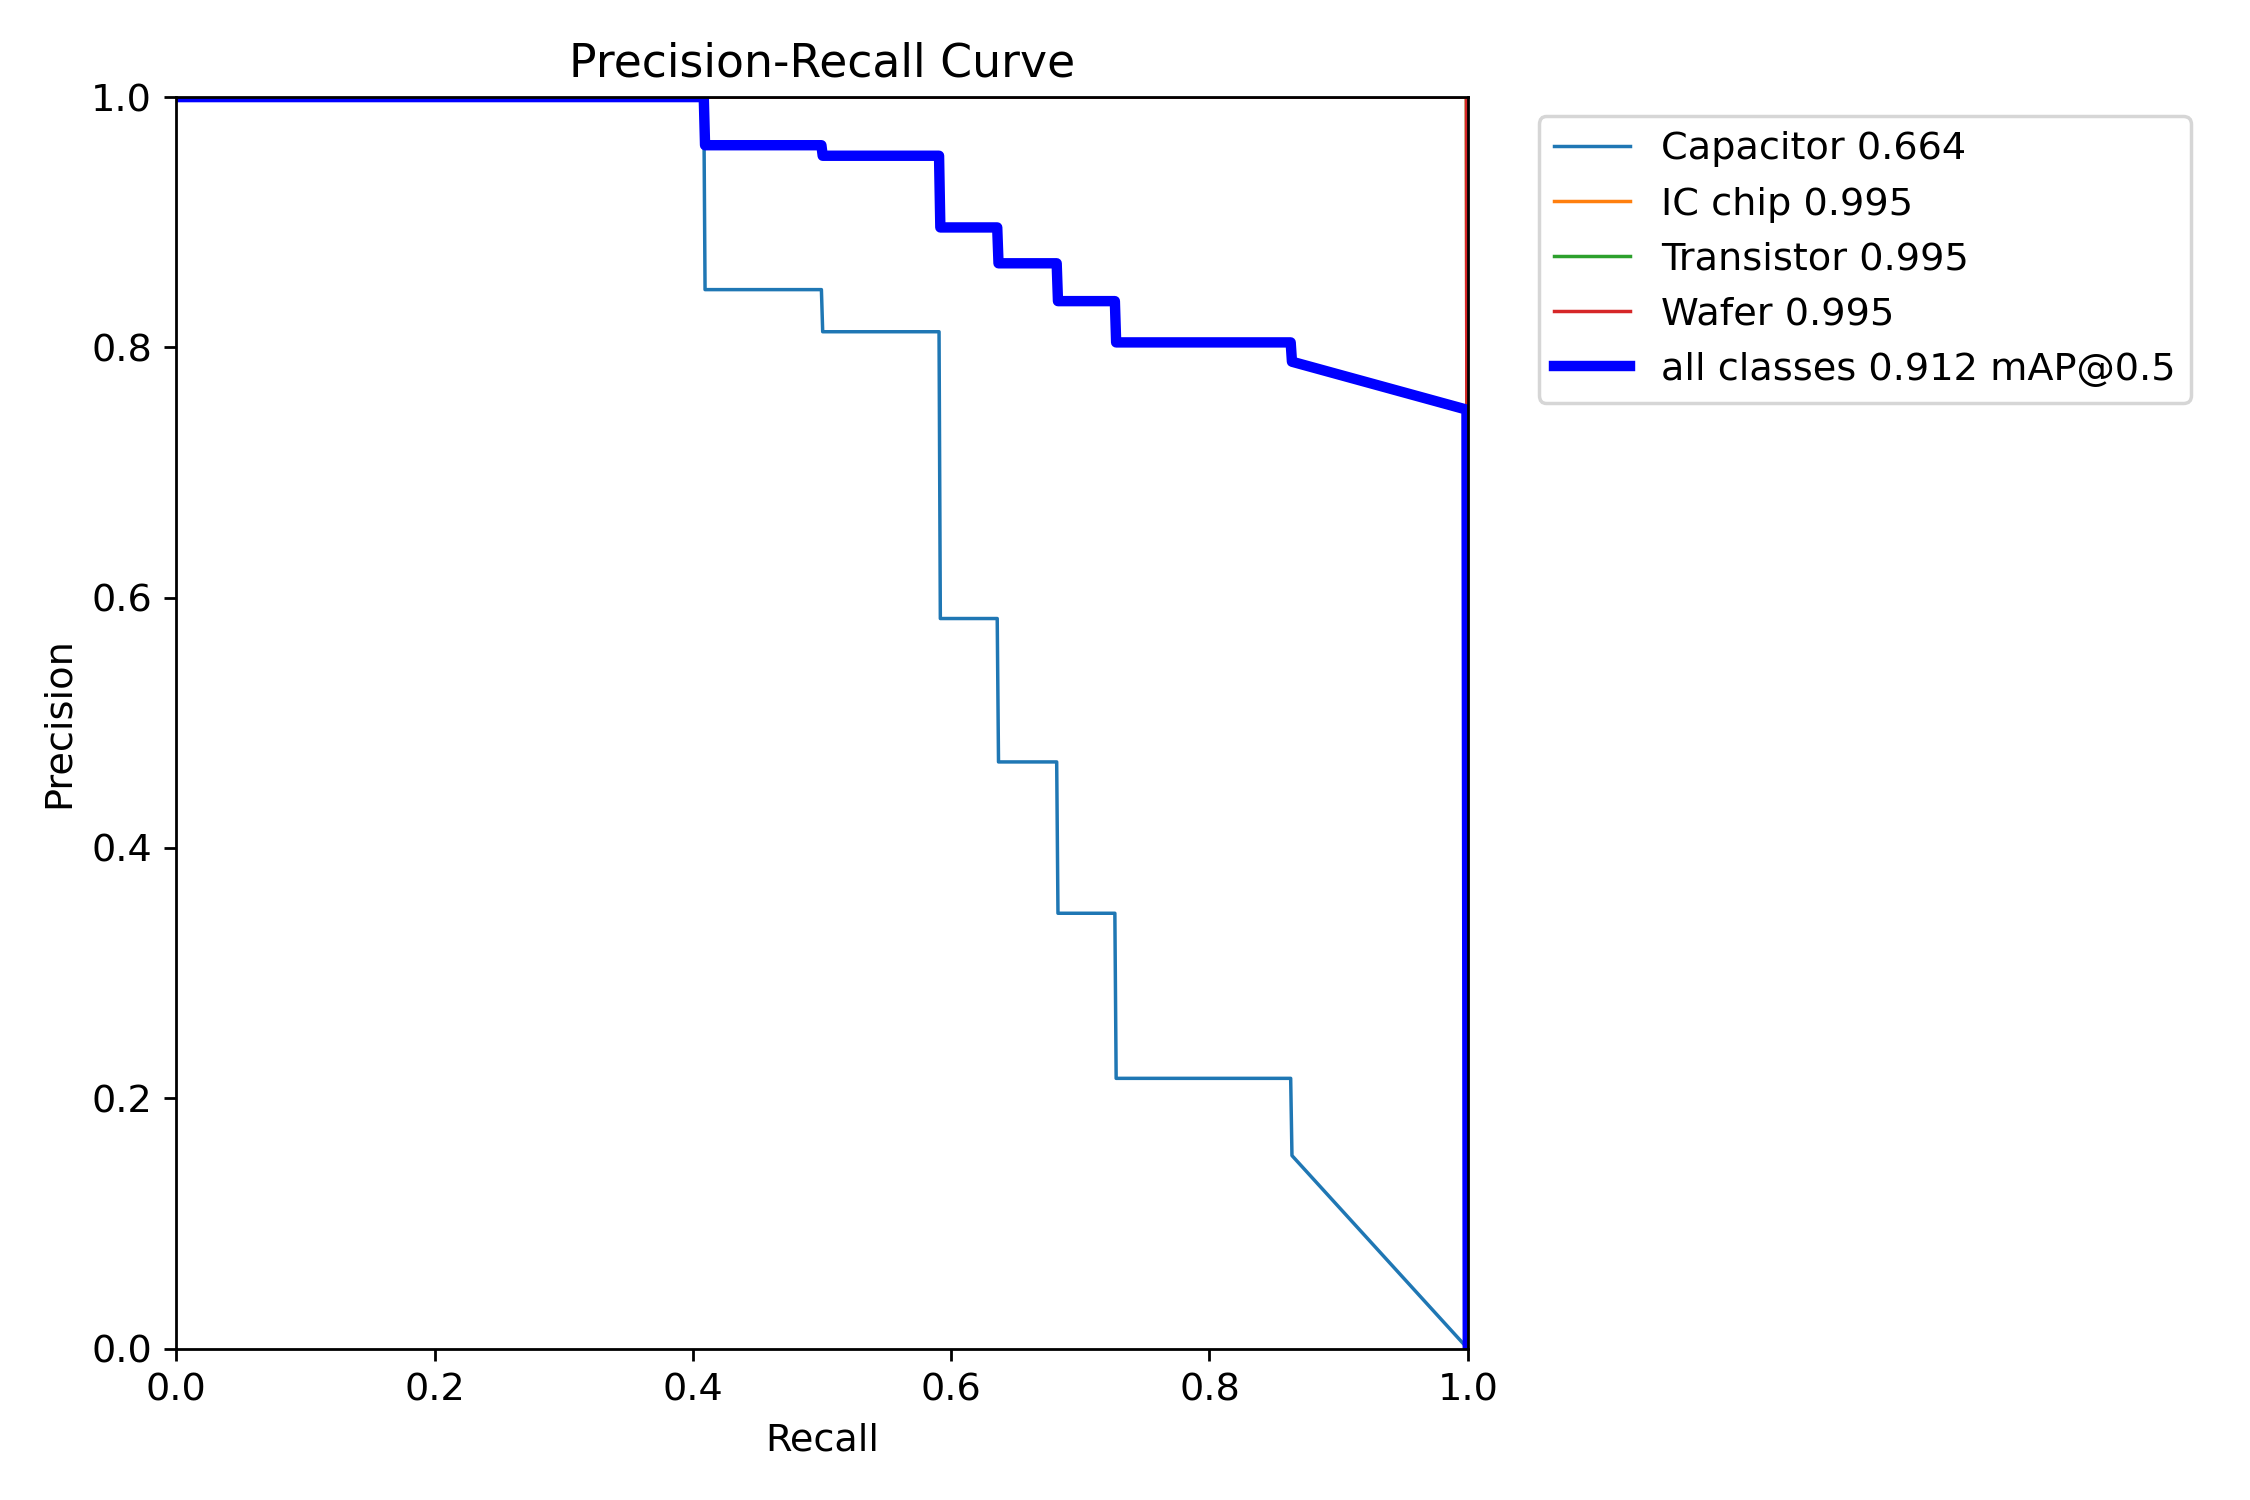 Precision-Recall Curve
1.0
0.8
0.6
0.4
0.2
0.0
Precision
0.0 0.2 0.4 0.6 0.8 1.0
Recall
Capacitor 0.664
IC chip 0.995
Transistor 0.995
Wafer 0.995
all classes 0.912 mAP@0.5